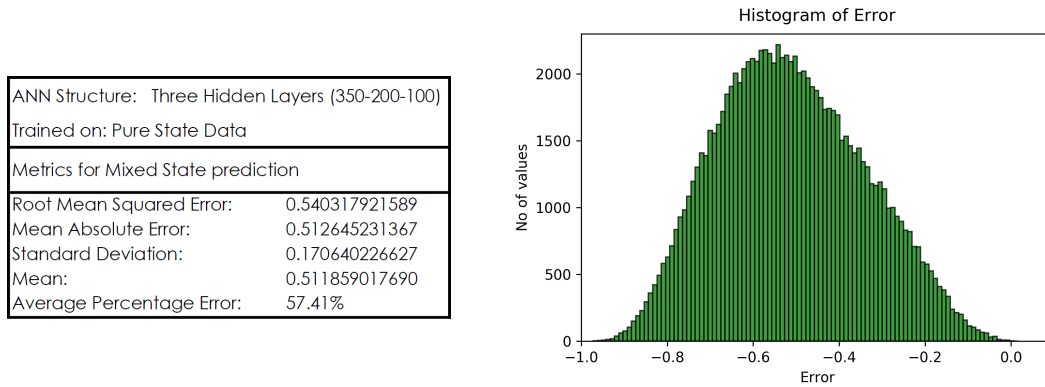 ANN Structure: Three Hidden Layers (350-200-100)
Trained on: Pure State Data
Metrics for Mixed State prediction
Root Mean Squared Error: 0.540317921589
Mean Absolute Error: 0.512645231367
Standard Deviation: 0.170640226627
Mean: 0.511859017690
Average Percentage Error: 57.41%
Histogram of Error
No of values
2000
1500
1000
500
0
−1.0 −0.8 −0.6 −0.4 −0.2 0.0
Error